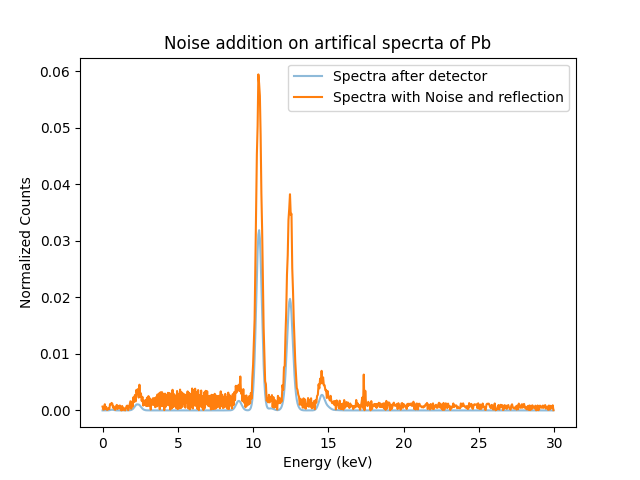 Noise addition on artifical specrta of Pb
Spectra after detector
Spectra with Noise and reflection
Normalized Counts
0.06
0.05
0.04
0.03
0.02
0.01
0.00
0 5 10 15 20 25 30
Energy (keV)